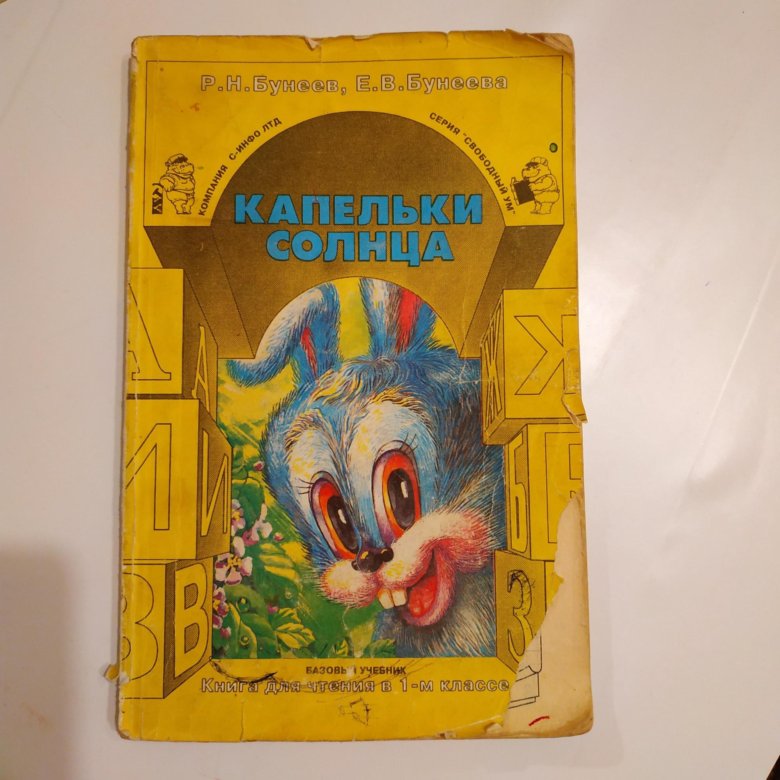 Р.Н.Бунеев, Е.В.Бунеева
КОМПАНИЯ С-ИНФО ЛТД
СЕРИЯ "СВОБОДНЫЙ УМ"
КАПЕЛЬКИ
СОЛНЦА
А А
Ж Ж
И И
Ы
В В
З
БАЗОВЫЙ УЧЕБНИК
Книга для чтения в 1-м классе